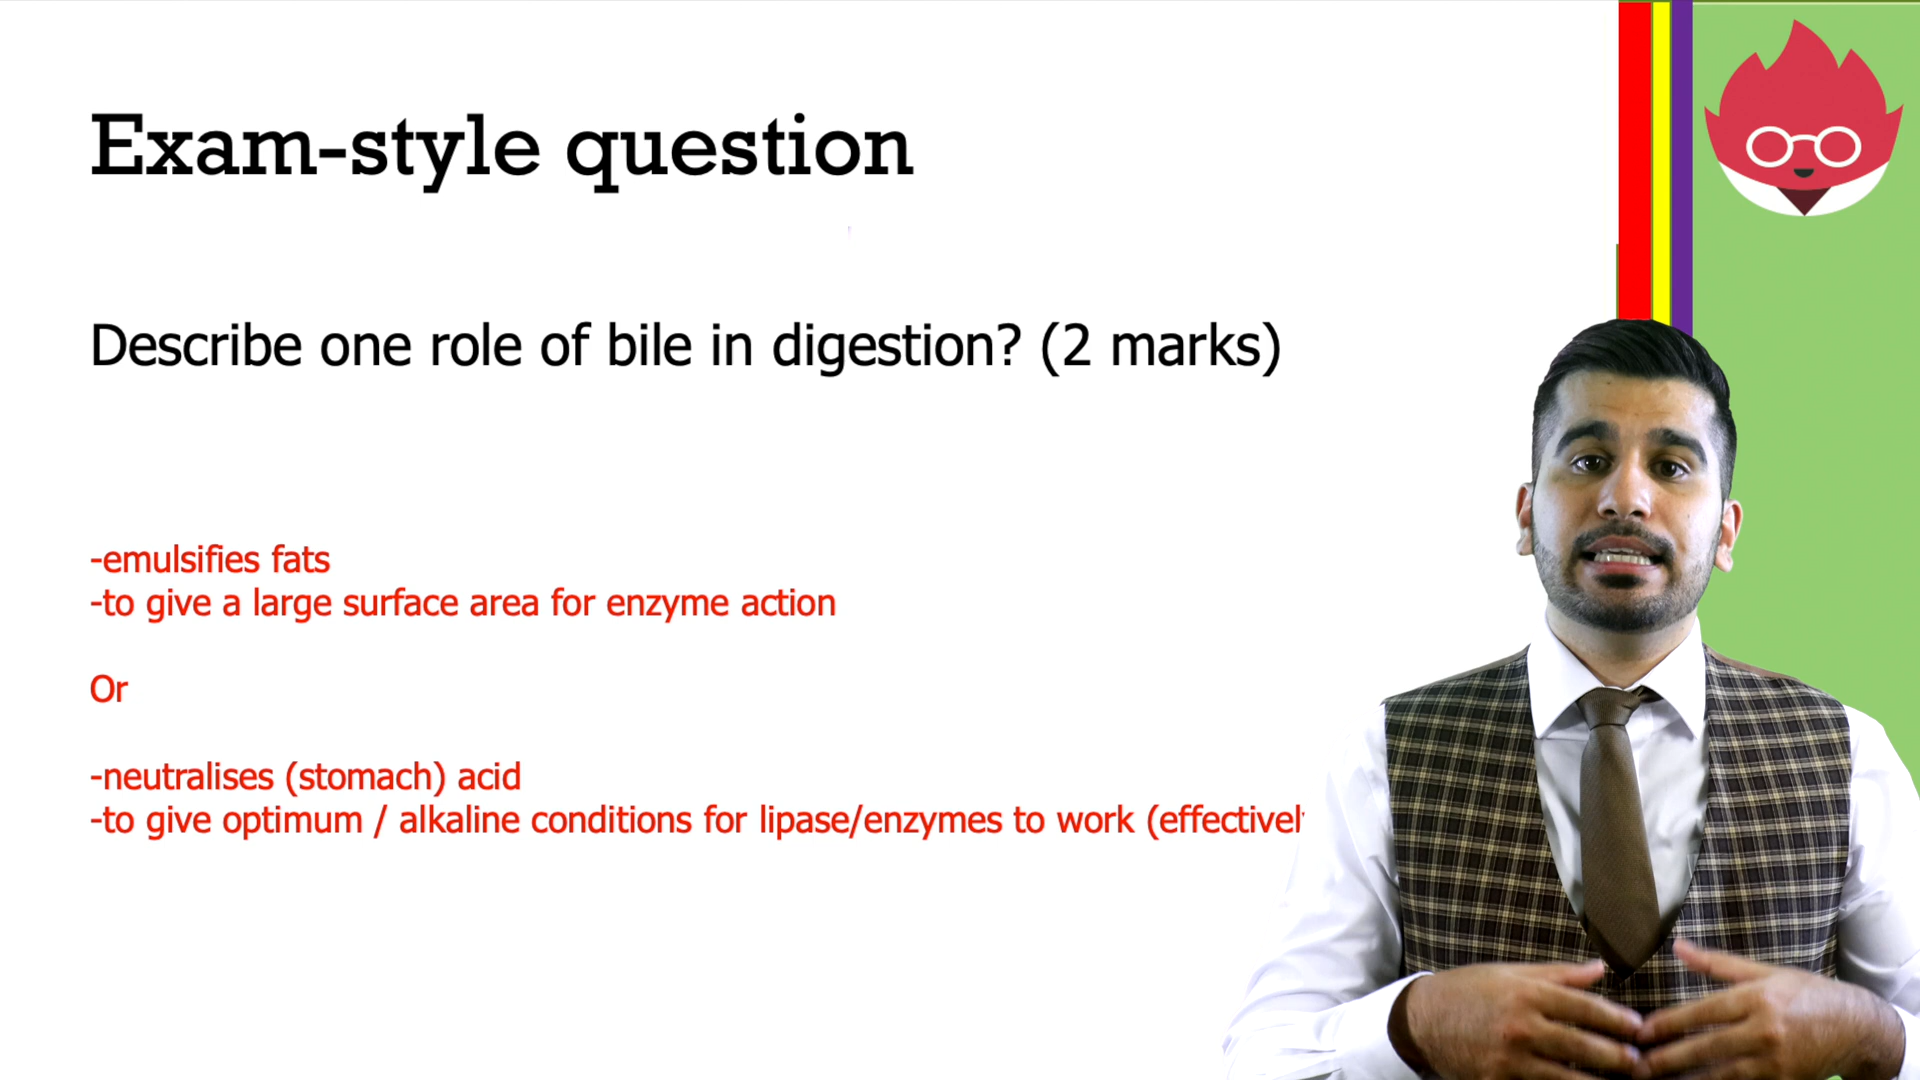 Exam-style question
Describe one role of bile in digestion? (2 marks)
-emulsifies fats
-to give a large surface area for enzyme action
Or
-neutralises (stomach) acid
-to give optimum / alkaline conditions for lipase/enzymes to work